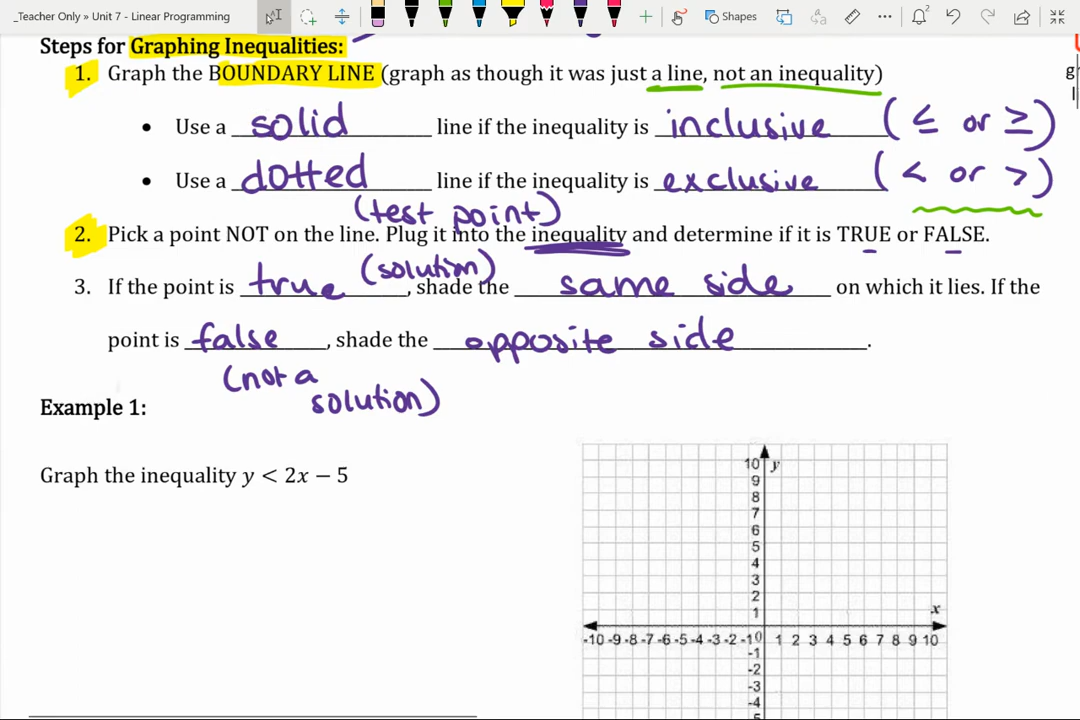 _Teacher Only » Unit 7 - Linear Programming
Shapes
Steps for Graphing Inequalities:
1. Graph the BOUNDARY LINE (graph as though it was just a line, not an inequality)
• Use a solid line if the inequality is inclusive (≤ or ≥)
• Use a dotted line if the inequality is exclusive (< or >)
(test point)
2. Pick a point NOT on the line. Plug it into the inequality and determine if it is TRUE or FALSE.
(solution)
3. If the point is true, shade the same side on which it lies. If the
point is false, shade the opposite side.
(not a
solution)
Example 1:
Graph the inequality y < 2x − 5
10 y
9
8
7
6
5
4
3
2
1
x
-10 -9 -8 -7 -6 -5 -4 -3 -2 -1 0 1 2 3 4 5 6 7 8 9 10
-1
-2
-3
-4